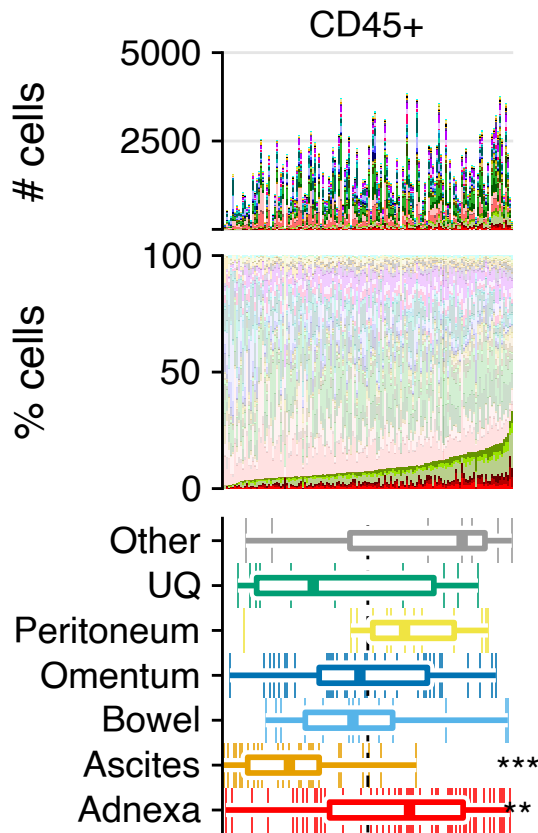 CD45+
5000
2500
# cells
100
50
0
% cells
Other
UQ
Peritoneum
Omentum
Bowel
Ascites ***
Adnexa **